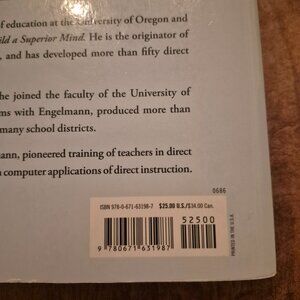 of education at the University of Oregon and
ild a Superior Mind. He is the originator of
, and has developed more than fifty direct
he joined the faculty of the University of
ms with Engelmann, produced more than
many school districts.
ann, pioneered training of teachers in direct
n computer applications of direct instruction.
0686
ISBN 978-0-671-63198-7 $25.00 U.S./$34.00 Can.
52500
9 780671 631987
PRINTED IN THE U.S.A.